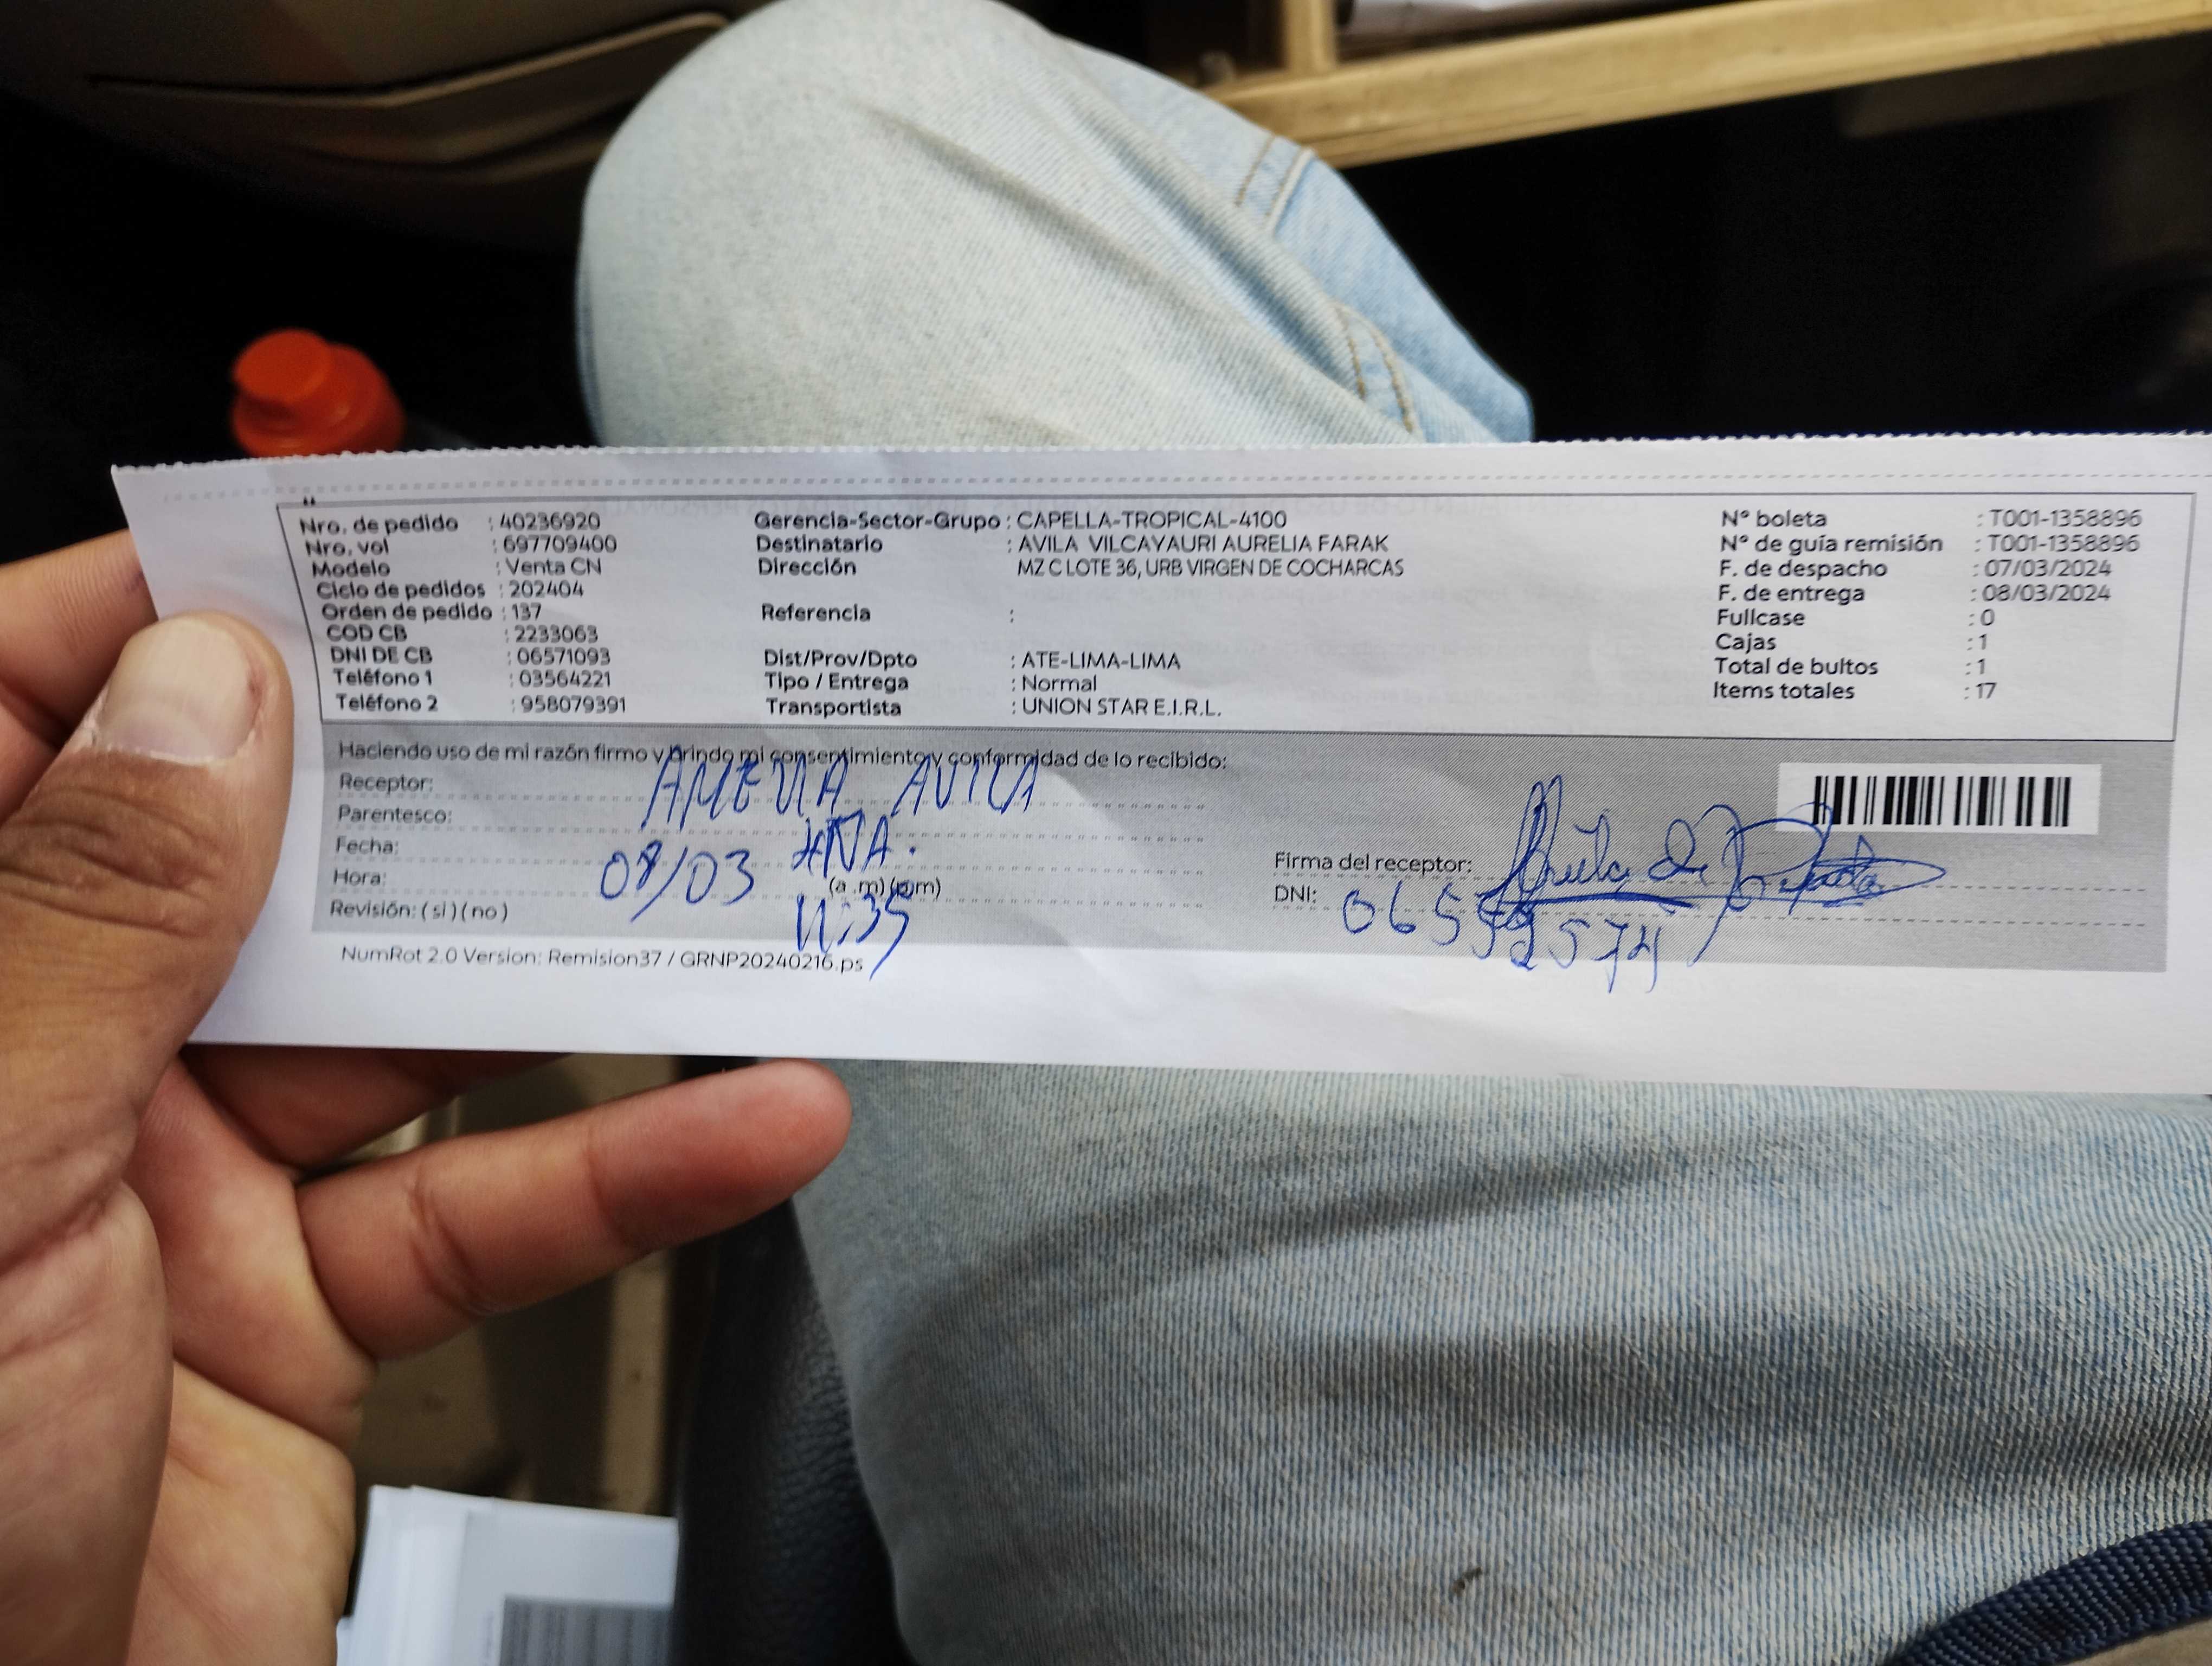 Nro. de pedido : 40236920
Nro. vol : 697709400
Modelo : Venta CN
Ciclo de pedidos : 202404
Orden de pedido : 137
COD CB : 2233063
DNI DE CB : 06571093
Teléfono 1 : 03564221
Teléfono 2 : 958079391
Gerencia-Sector-Grupo : CAPELLA-TROPICAL-4100
Destinatario : AVILA VILCAYAURI AURELIA FARAK
Dirección MZ C LOTE 36, URB VIRGEN DE COCHARCAS
Referencia :
Dist/Prov/Dpto : ATE-LIMA-LIMA
Tipo / Entrega : Normal
Transportista : UNION STAR E.I.R.L.
N° boleta : T001-1358896
N° de guía remisión : T001-1358896
F. de despacho : 07/03/2024
F. de entrega : 08/03/2024
Fullcase : 0
Cajas : 1
Total de bultos : 1
Items totales : 17
Haciendo uso de mi razón firmo y brindo mi consentimiento y conformidad de lo recibido:
Receptor: AMELIA AVILA
Parentesco: HNA.
Fecha: 08/03
Hora: (a .m) (p.m) 11:35
Revisión: ( si ) ( no )
Firma del receptor:
DNI:
NumRot 2.0 Version: Remision37 / GRNP20240216.ps